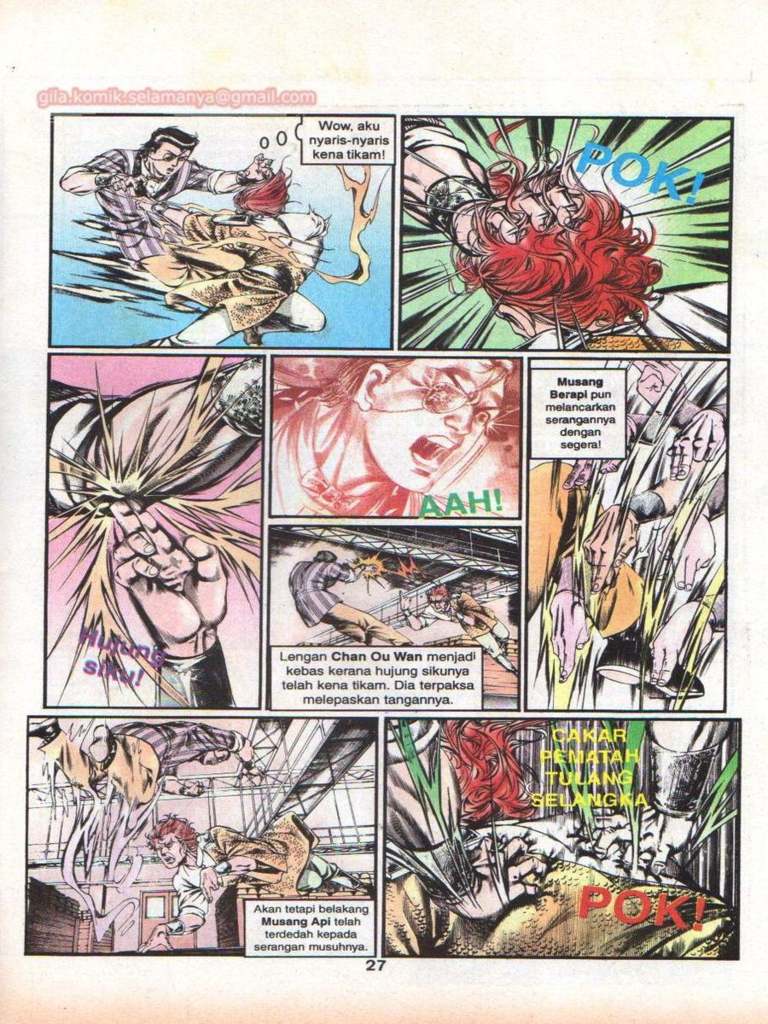 gila.komik.selamanya@gmail.com
Wow, aku
nyaris-nyaris
kena tikam!
POK!
Hujung
siku!
AAH!
Lengan Chan Ou Wan menjadi
kebas kerana hujung sikunya
telah kena tikam. Dia terpaksa
melepaskan tangannya.
Musang
Berapi pun
melancarkan
serangannya
dengan
segera!
Akan tetapi belakang
Musang Api telah
terdedah kepada
serangan musuhnya.
CAKAR
PEMATAH
TULANG
SELANGKA
POK!
27